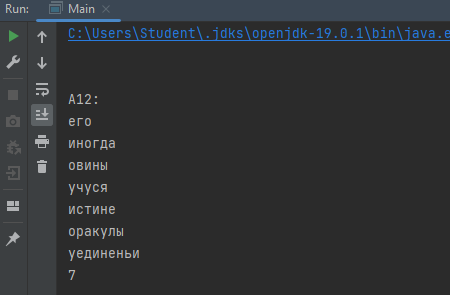 Run: Main
C:\Users\Student\.jdks\openjdk-19.0.1\bin\java.e
A12:
его
иногда
овины
учуся
истине
оракулы
уединеньи
7